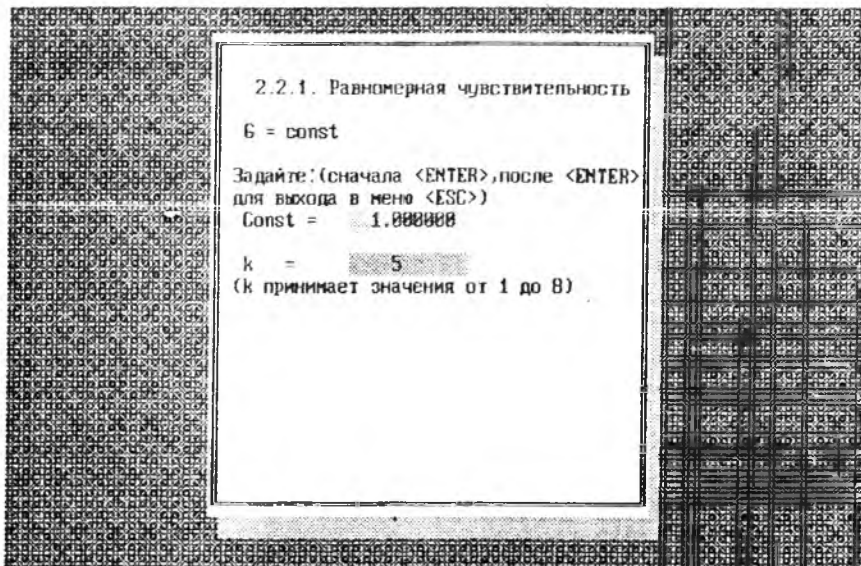 2.2.1. Равномерная чувствительность
G = const
Задайте:(сначала <ENTER>,после <ENTER>
для выхода в меню <ESC>)
Const = 1.000000
k = 5
(k принимает значения от 1 до 8)